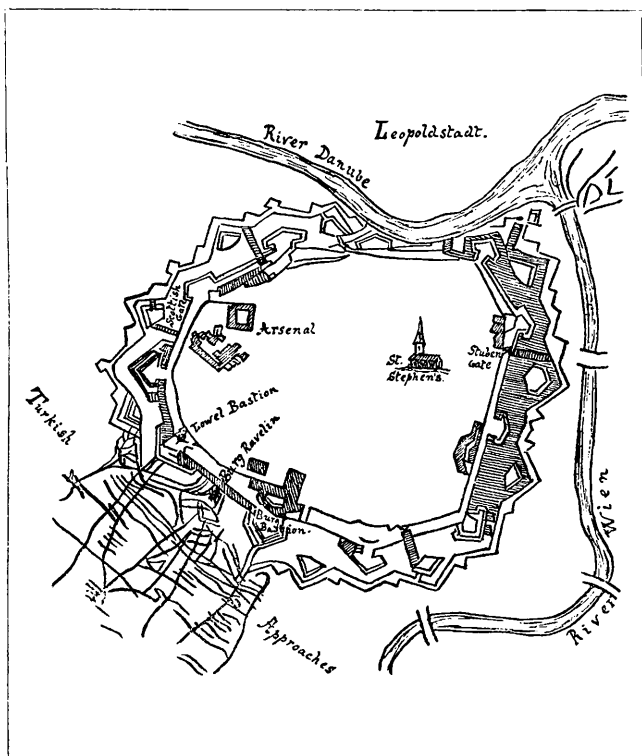 Leopoldstadt.
River Danube
Scottish
Gate
Arsenal
St.
Stephen's.
Stuben
Gate
Turkish
Lowel Bastion
Burg Ravelin
Burg
Bastion.
Approaches
River Wien